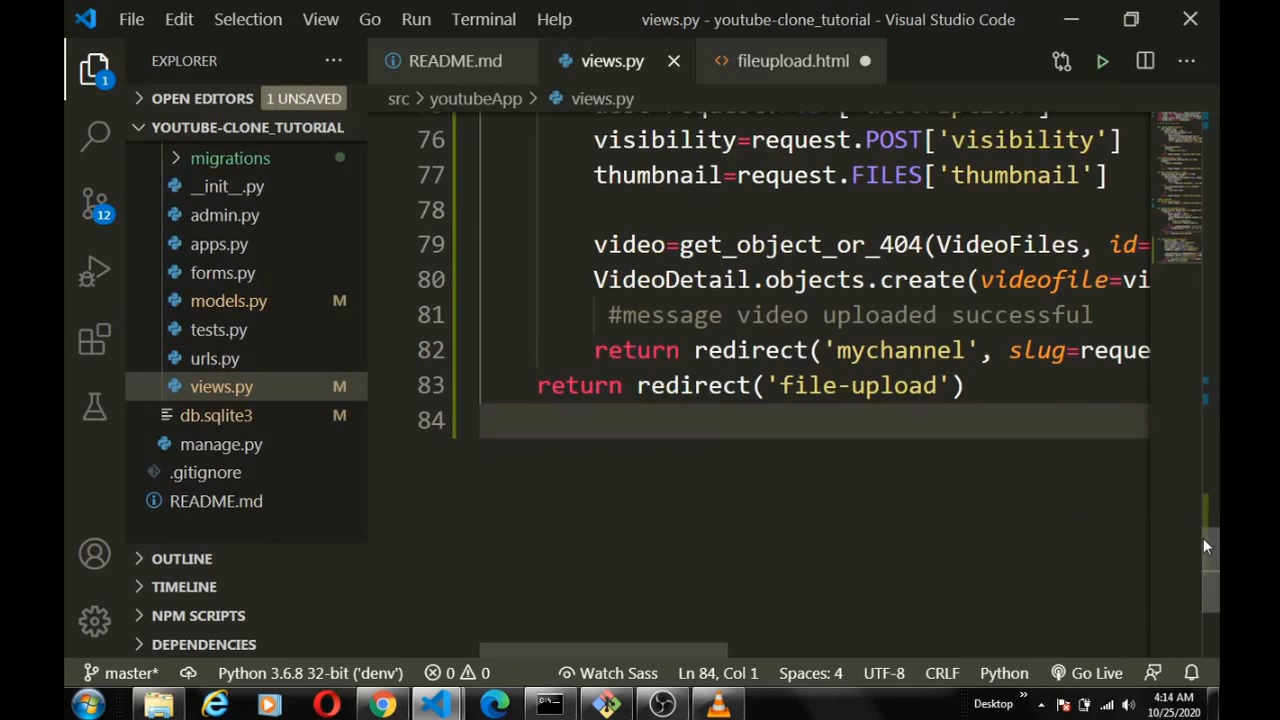 File Edit Selection View Go Run Terminal Help views.py - youtube-clone_tutorial - Visual Studio Code
EXPLORER ... README.md views.py fileupload.html
1
OPEN EDITORS 1 UNSAVED
src > youtubeApp > views.py
YOUTUBE-CLONE_TUTORIAL
migrations
__init__.py
admin.py
apps.py
forms.py
models.py M
tests.py
urls.py
views.py M
db.sqlite3 M
manage.py
.gitignore
README.md
OUTLINE
TIMELINE
NPM SCRIPTS
DEPENDENCIES
12
76 visibility=request.POST['visibility']
77 thumbnail=request.FILES['thumbnail']
78
79 video=get_object_or_404(VideoFiles, id=
80 VideoDetail.objects.create(videofile=vi
81 #message video uploaded successful
82 return redirect('mychannel', slug=reque
83 return redirect('file-upload')
84
master* Python 3.6.8 32-bit ('denv') 0 0 Watch Sass Ln 84, Col 1 Spaces: 4 UTF-8 CRLF Python Go Live
Desktop »
4:14 AM
10/25/2020